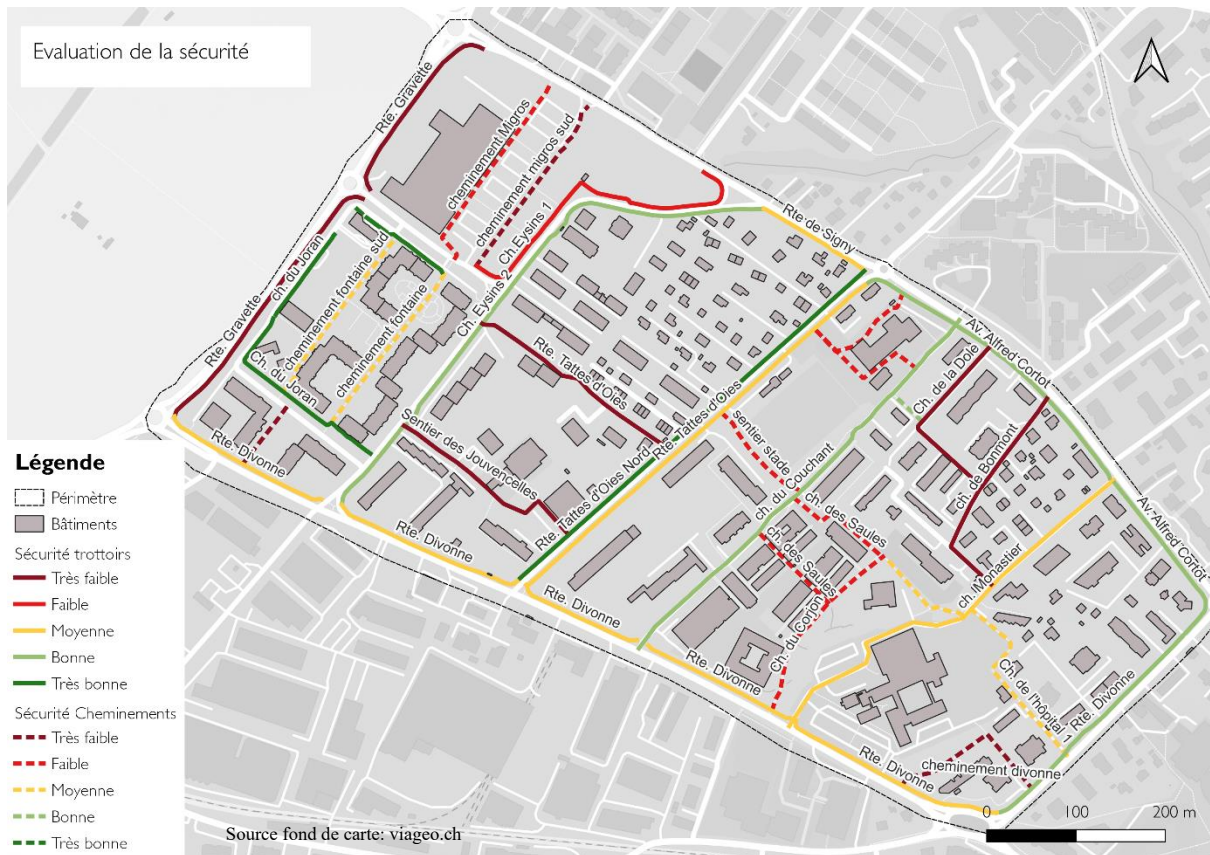 Evaluation de la sécurité
Rte. Gravette
cheminement Migros
cheminement migros sud
Ch.Eysins 1
Rte de Signy
ch. du Joran
cheminement fontaine sud
cheminement fontaine
Ch. Eysins 2
Rte. Gravette
Ch. du Joran
Rte. Tattes d'Oies
Rte. Tattes d'Oies
Av. Alfred Cortot
Ch. de la Dole
ch. de Bonmont
Sentier des Jouvencelles
Rte. Tattes d'Oies Nord
sentier stade
ch. du Couchant
ch. des Saules
ch. des Saules
Av. Alfred Cortot
Rte. Divonne
Rte. Divonne
Rte. Divonne
ch. Monastier
Ch. du Corjon
Rte. Divonne
Ch. de l'hôpital 1
Rte. Divonne
Rte. Divonne
cheminement divonne
Légende
Périmètre
Bâtiments
Sécurité trottoirs
Très faible
Faible
Moyenne
Bonne
Très bonne
Sécurité Cheminements
Très faible
Faible
Moyenne
Bonne
Très bonne
Source fond de carte: viageo.ch
0 100 200 m